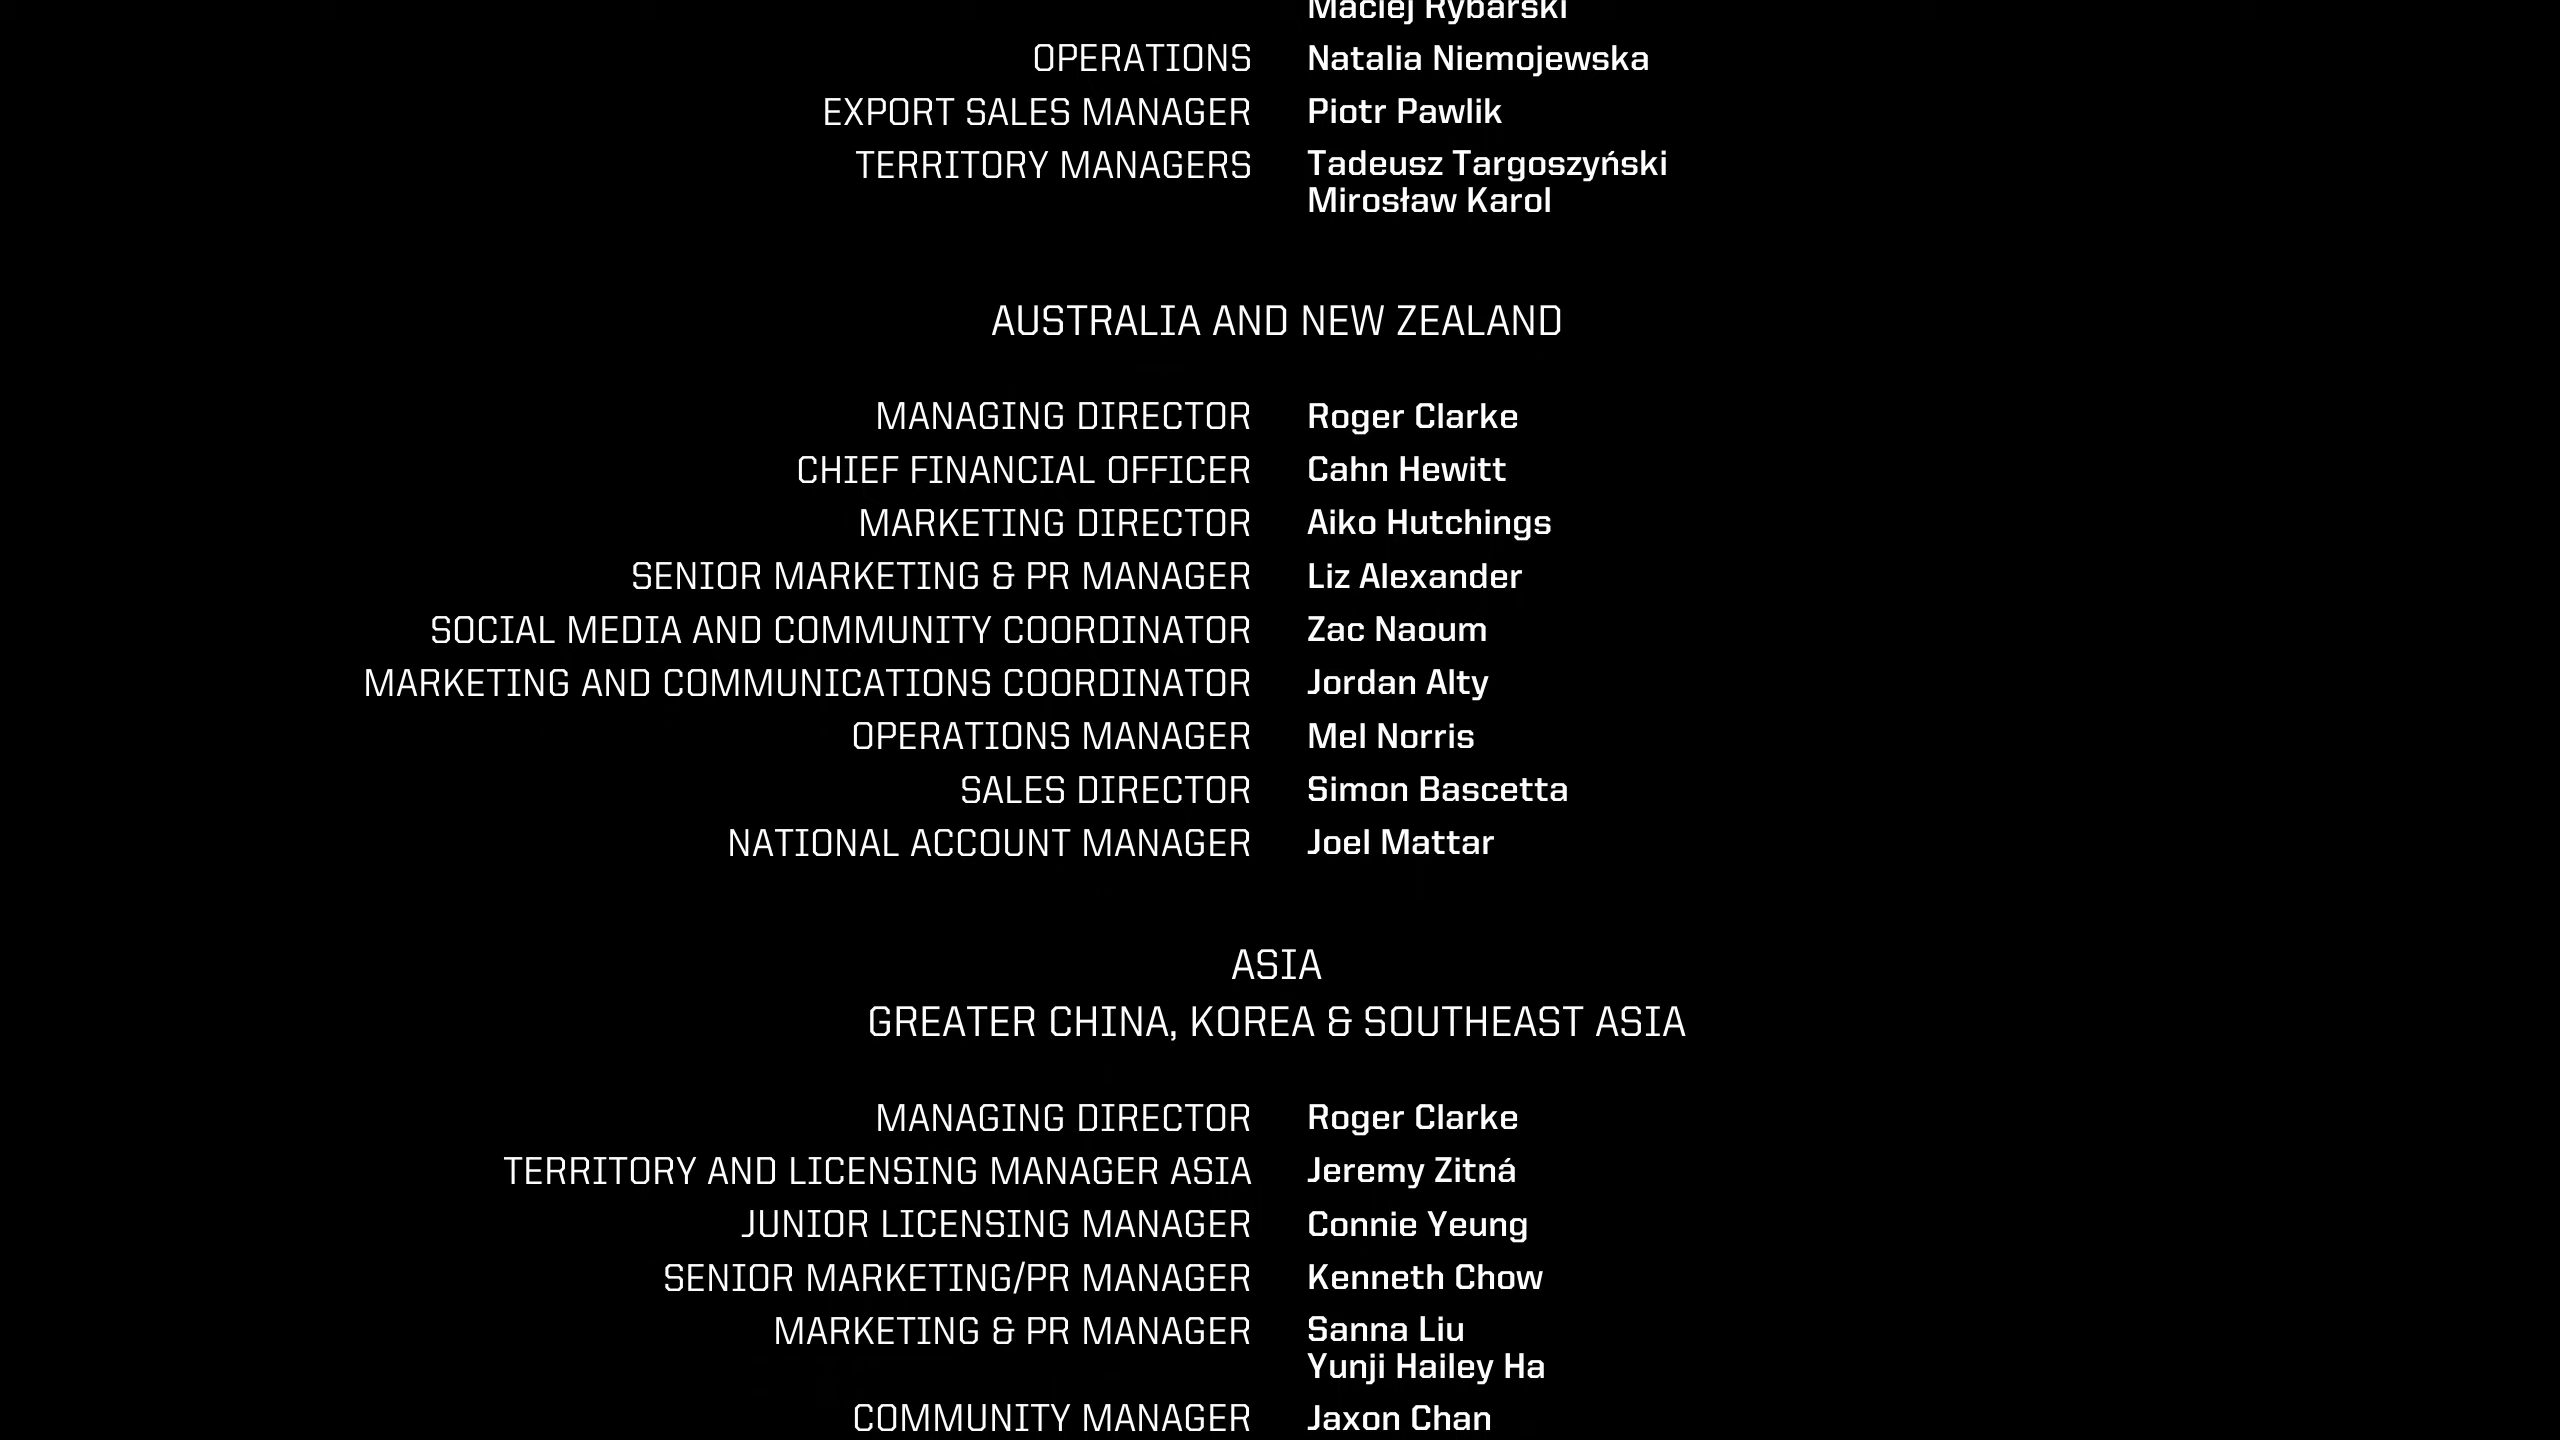 Maciej Rybarski
OPERATIONS Natalia Niemojewska
EXPORT SALES MANAGER Piotr Pawlik
TERRITORY MANAGERS Tadeusz Targoszyński
Mirosław Karol
AUSTRALIA AND NEW ZEALAND
MANAGING DIRECTOR Roger Clarke
CHIEF FINANCIAL OFFICER Cahn Hewitt
MARKETING DIRECTOR Aiko Hutchings
SENIOR MARKETING & PR MANAGER Liz Alexander
SOCIAL MEDIA AND COMMUNITY COORDINATOR Zac Naoum
MARKETING AND COMMUNICATIONS COORDINATOR Jordan Alty
OPERATIONS MANAGER Mel Norris
SALES DIRECTOR Simon Bascetta
NATIONAL ACCOUNT MANAGER Joel Mattar
ASIA
GREATER CHINA, KOREA & SOUTHEAST ASIA
MANAGING DIRECTOR Roger Clarke
TERRITORY AND LICENSING MANAGER ASIA Jeremy Zitná
JUNIOR LICENSING MANAGER Connie Yeung
SENIOR MARKETING/PR MANAGER Kenneth Chow
MARKETING & PR MANAGER Sanna Liu
Yunji Hailey Ha
COMMUNITY MANAGER Jaxon Chan